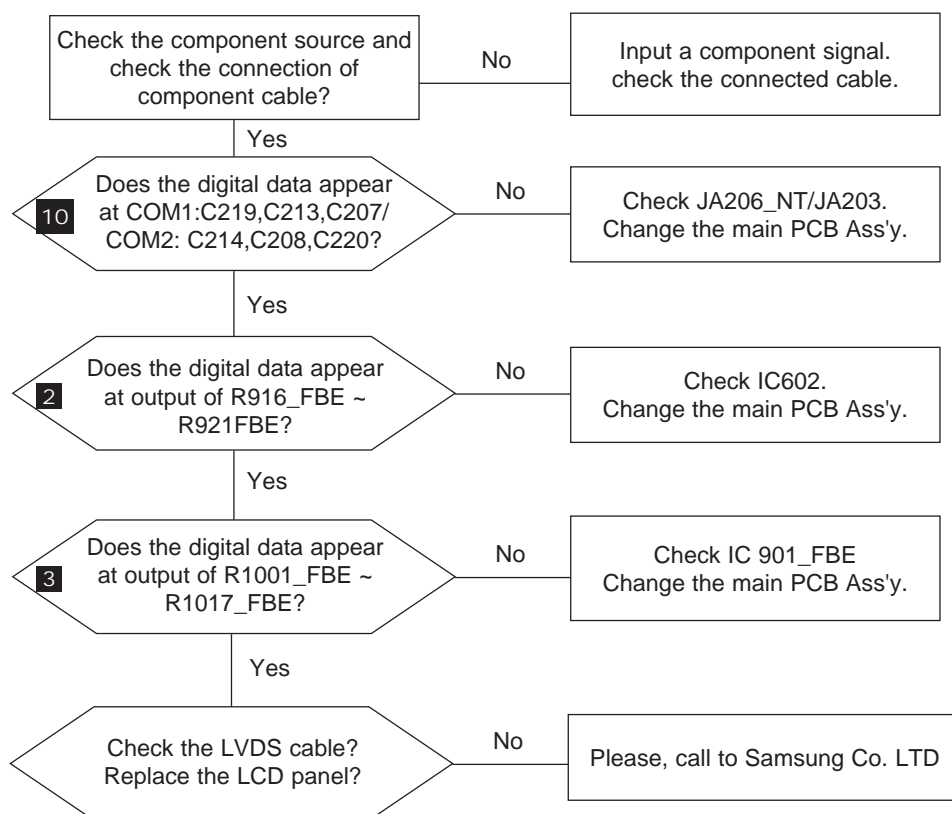 Check the component source and
check the connection of
component cable?
No
Input a component signal.
check the connected cable.
Yes
10
Does the digital data appear
at COM1:C219,C213,C207/
COM2: C214,C208,C220?
No
Check JA206_NT/JA203.
Change the main PCB Ass'y.
Yes
2
Does the digital data appear
at output of R916_FBE ~
R921FBE?
No
Check IC602.
Change the main PCB Ass'y.
Yes
3
Does the digital data appear
at output of R1001_FBE ~
R1017_FBE?
No
Check IC 901_FBE
Change the main PCB Ass'y.
Yes
Check the LVDS cable?
Replace the LCD panel?
No
Please, call to Samsung Co. LTD